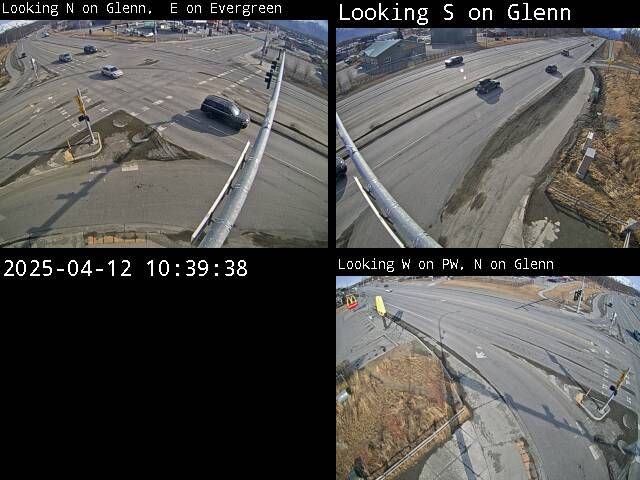 Looking N on Glenn,  E on Evergreen
Looking S on Glenn
2025-04-12 10:39:38
Looking W on PW, N on Glenn